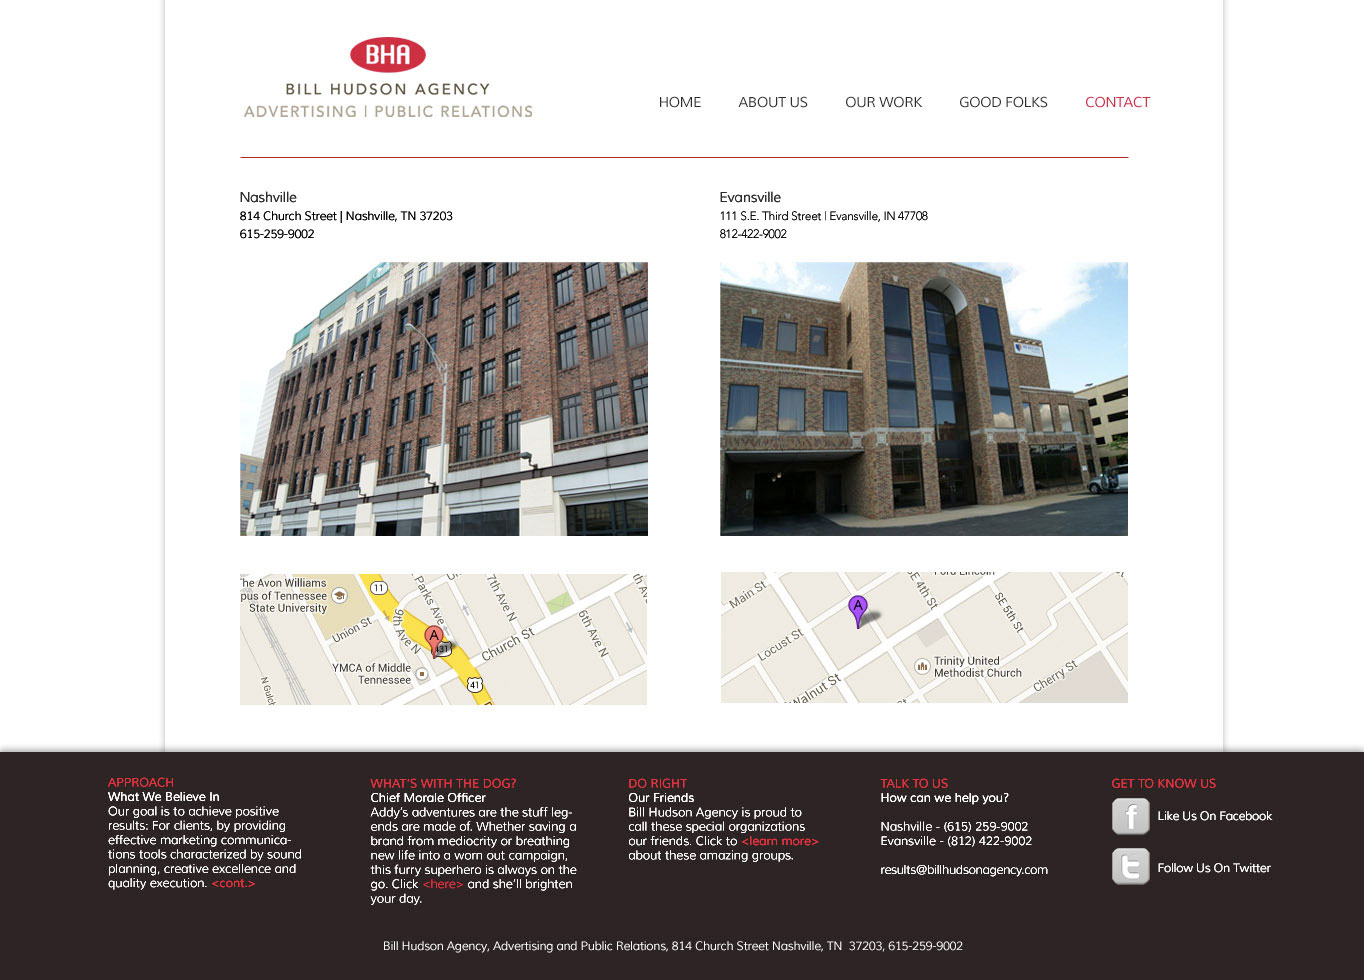 BHA
BILL HUDSON AGENCY
ADVERTISING | PUBLIC RELATIONS
HOME
ABOUT US
OUR WORK
GOOD FOLKS
CONTACT
Nashville
814 Church Street | Nashville, TN 37203
615-259-9002
Evansville
111 S.E. Third Street | Evansville, IN 47708
812-422-9002
The Avon Williams
pus of Tennessee
State University
11
Union St
9th Ave N
Parks Ave
7th Ave N
6th Ave N
Church St
A
431
41
YMCA of Middle
Tennessee
N Gulch
Ford Lincoln
Main St
A
SE 4th St
SE 5th St
Locust St
Walnut St
Trinity United
Methodist Church
Cherry St
APPROACH
What We Believe In
Our goal is to achieve positive
results: For clients, by providing
effective marketing communica-
tions tools characterized by sound
planning, creative excellence and
quality execution. <cont.>
WHAT'S WITH THE DOG?
Chief Morale Officer
Addy's adventures are the stuff leg-
ends are made of. Whether saving a
brand from mediocrity or breathing
new life into a worn out campaign,
this furry superhero is always on the
go. Click <here> and she'll brighten
your day.
DO RIGHT
Our Friends
Bill Hudson Agency is proud to
call these special organizations
our friends. Click to <learn more>
about these amazing groups.
TALK TO US
How can we help you?
Nashville - (615) 259-9002
Evansville - (812) 422-9002
results@billhudsonagency.com
GET TO KNOW US
f
Like Us On Facebook
t
Follow Us On Twitter
Bill Hudson Agency, Advertising and Public Relations, 814 Church Street Nashville, TN  37203, 615-259-9002